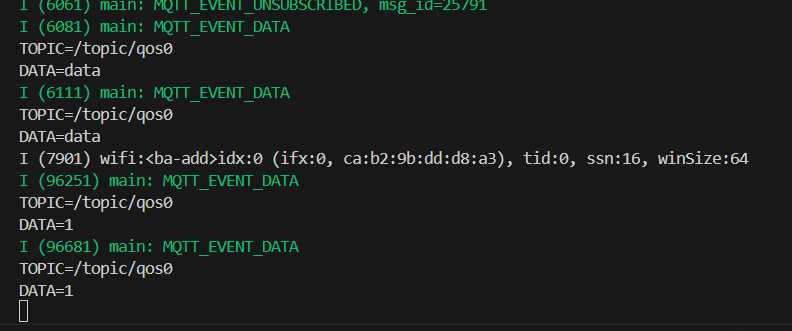 I (6061) main: MQTT_EVENT_UNSUBSCRIBED, msg_id=25791
I (6081) main: MQTT_EVENT_DATA
TOPIC=/topic/qos0
DATA=data
I (6111) main: MQTT_EVENT_DATA
TOPIC=/topic/qos0
DATA=data
I (7901) wifi:<ba-add>idx:0 (ifx:0, ca:b2:9b:dd:d8:a3), tid:0, ssn:16, winSize:64
I (96251) main: MQTT_EVENT_DATA
TOPIC=/topic/qos0
DATA=1
I (96681) main: MQTT_EVENT_DATA
TOPIC=/topic/qos0
DATA=1